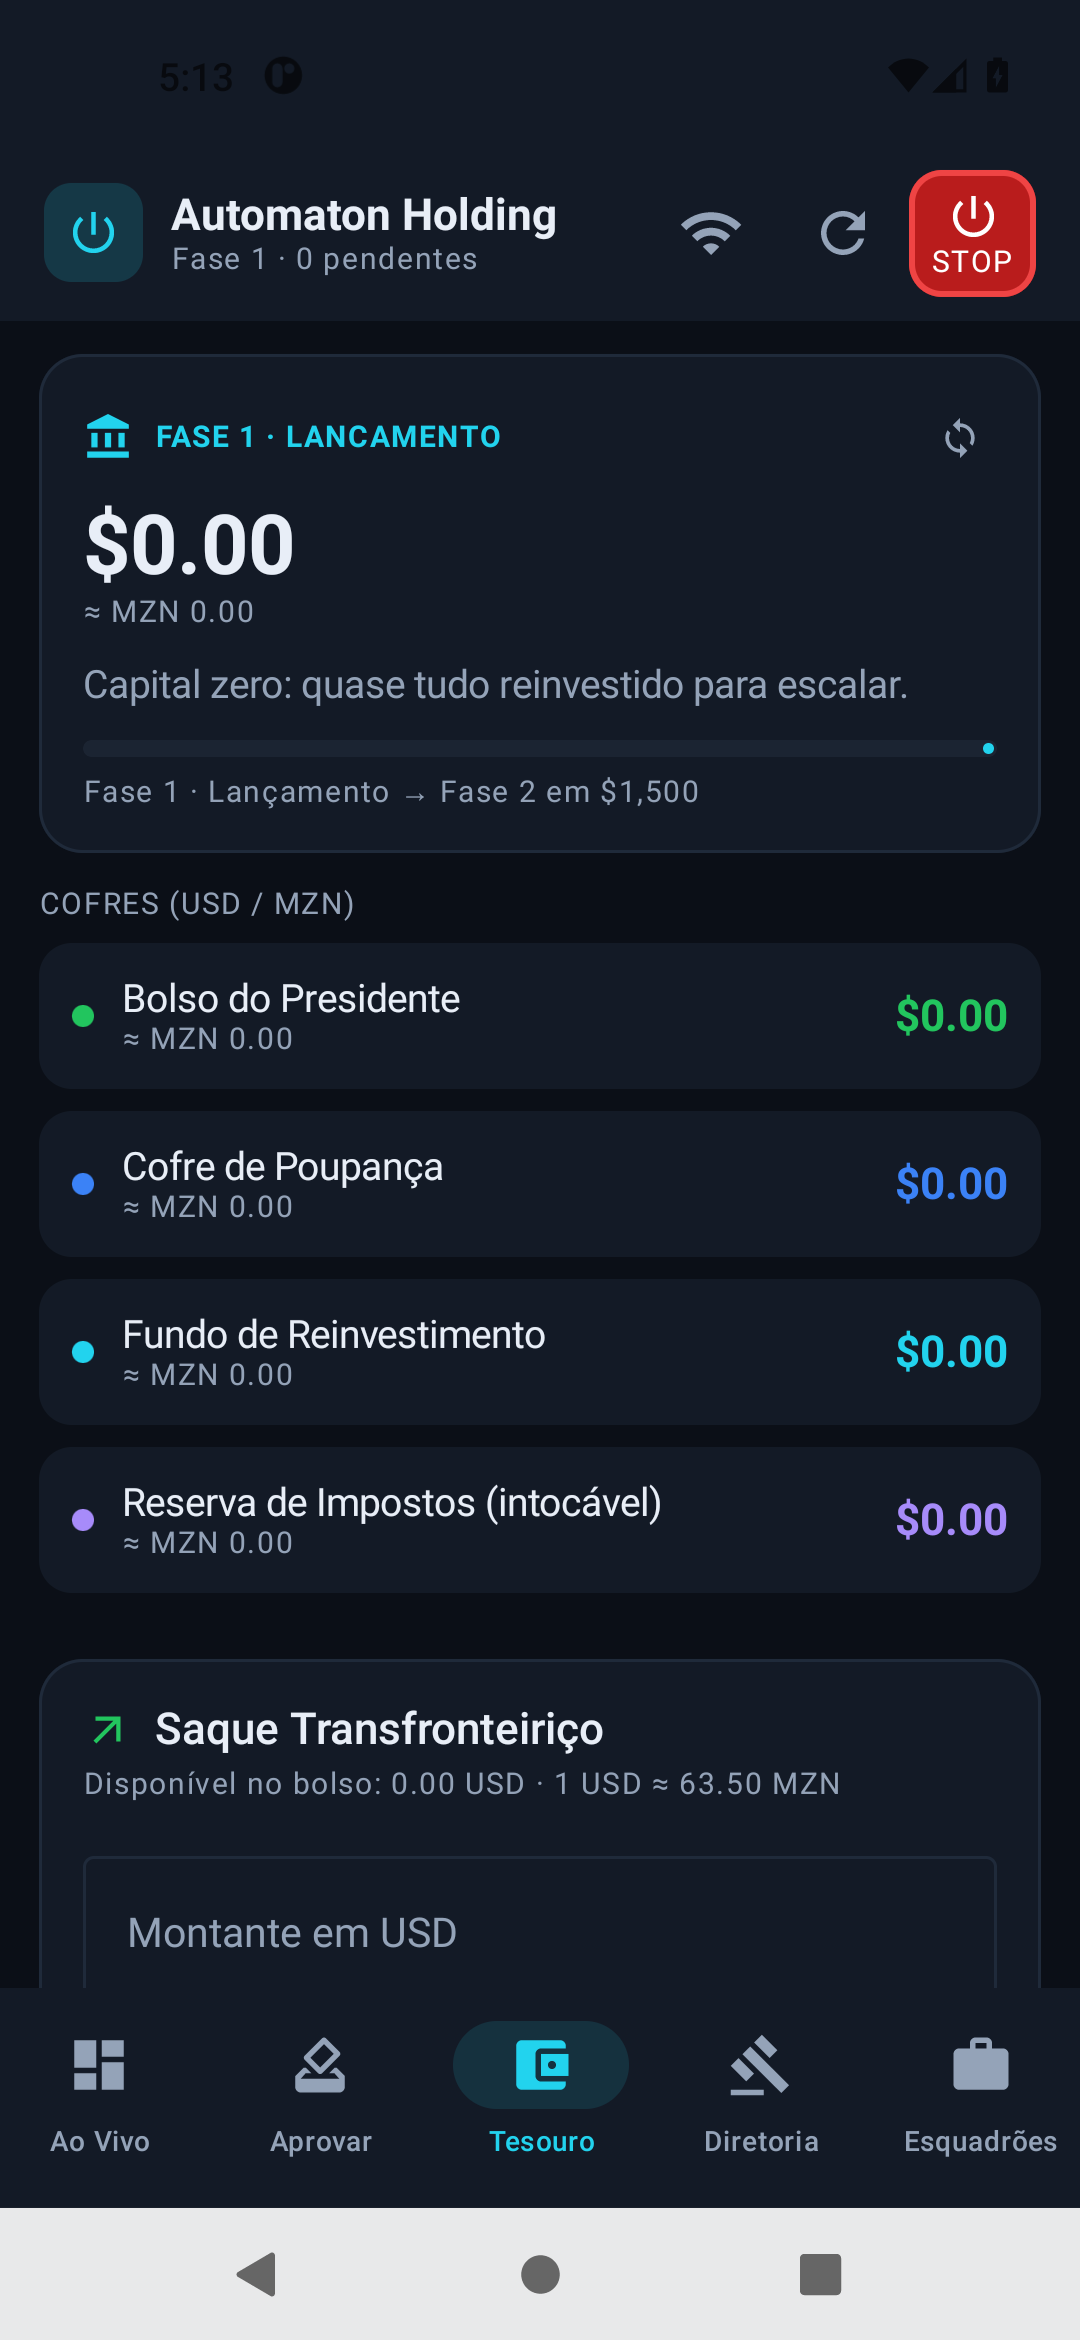 5:13
Automaton Holding
Fase 1 · 0 pendentes
STOP
FASE 1 · LANCAMENTO
$0.00
≈ MZN 0.00
Capital zero: quase tudo reinvestido para escalar.
Fase 1 · Lançamento → Fase 2 em $1,500
COFRES (USD / MZN)
Bolso do Presidente
≈ MZN 0.00
$0.00
Cofre de Poupança
≈ MZN 0.00
$0.00
Fundo de Reinvestimento
≈ MZN 0.00
$0.00
Reserva de Impostos (intocável)
≈ MZN 0.00
$0.00
Saque Transfronteiriço
Disponível no bolso: 0.00 USD · 1 USD ≈ 63.50 MZN
Montante em USD
Ao Vivo
Aprovar
Tesouro
Diretoria
Esquadrões